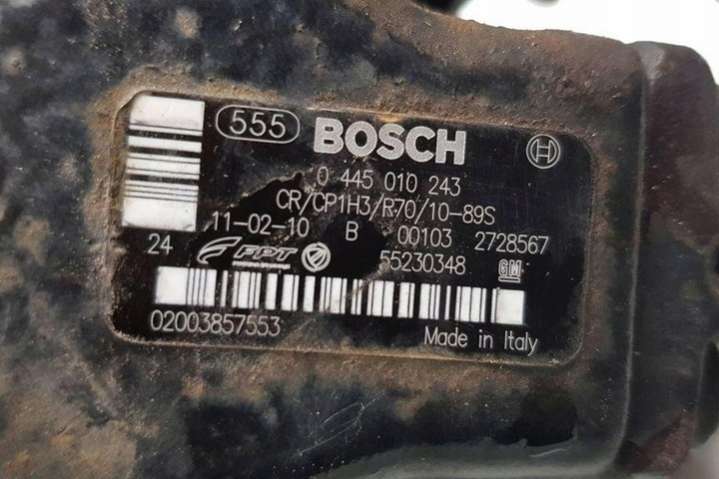 555 BOSCH
0 445 010 243
CR/CP1H3/R70/10-89S
11-02-10 B 00103 2728567
24 FPT 55230348 GM
02003857553 Made in Italy